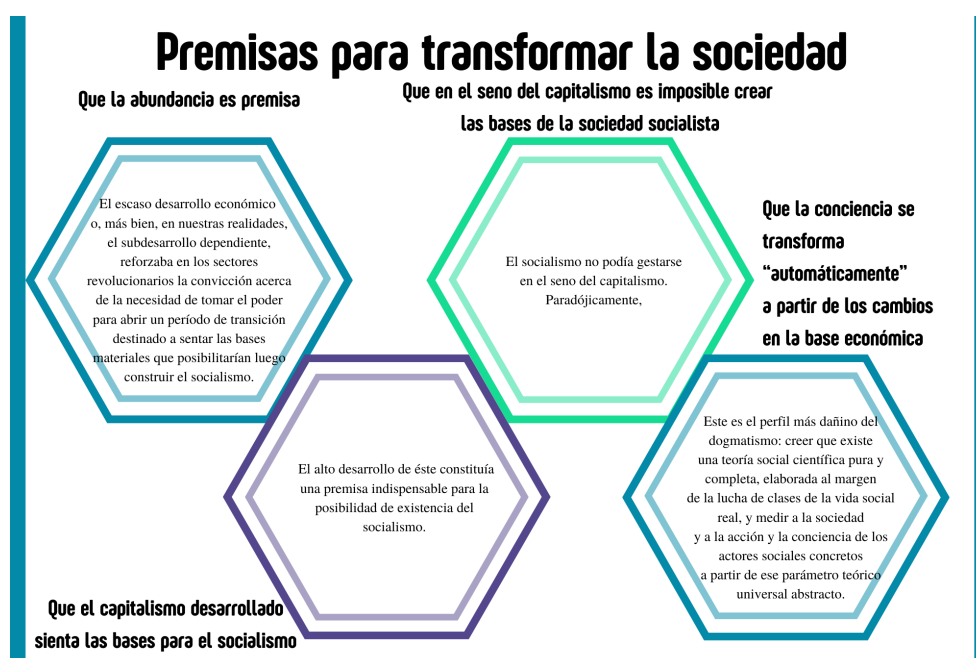 Premisas para transformar la sociedad
Que la abundancia es premisa
El escaso desarrollo económico
o, más bien, en nuestras realidades,
el subdesarrollo dependiente,
reforzaba en los sectores
revolucionarios la convicción acerca
de la necesidad de tomar el poder
para abrir un período de transición
destinado a sentar las bases
materiales que posibilitarían luego
construir el socialismo.
Que en el seno del capitalismo es imposible crear
las bases de la sociedad socialista
El socialismo no podía gestarse
en el seno del capitalismo.
Paradójicamente,
Que la conciencia se
transforma
“automáticamente”
a partir de los cambios
en la base económica
Este es el perfil más dañino del
dogmatismo: creer que existe
una teoría social científica pura y
completa, elaborada al margen
de la lucha de clases de la vida social
real, y medir a la sociedad
y a la acción y la conciencia de los
actores sociales concretos
a partir de ese parámetro teórico
universal abstracto.
El alto desarrollo de éste constituía
una premisa indispensable para la
posibilidad de existencia del
socialismo.
Que el capitalismo desarrollado
sienta las bases para el socialismo